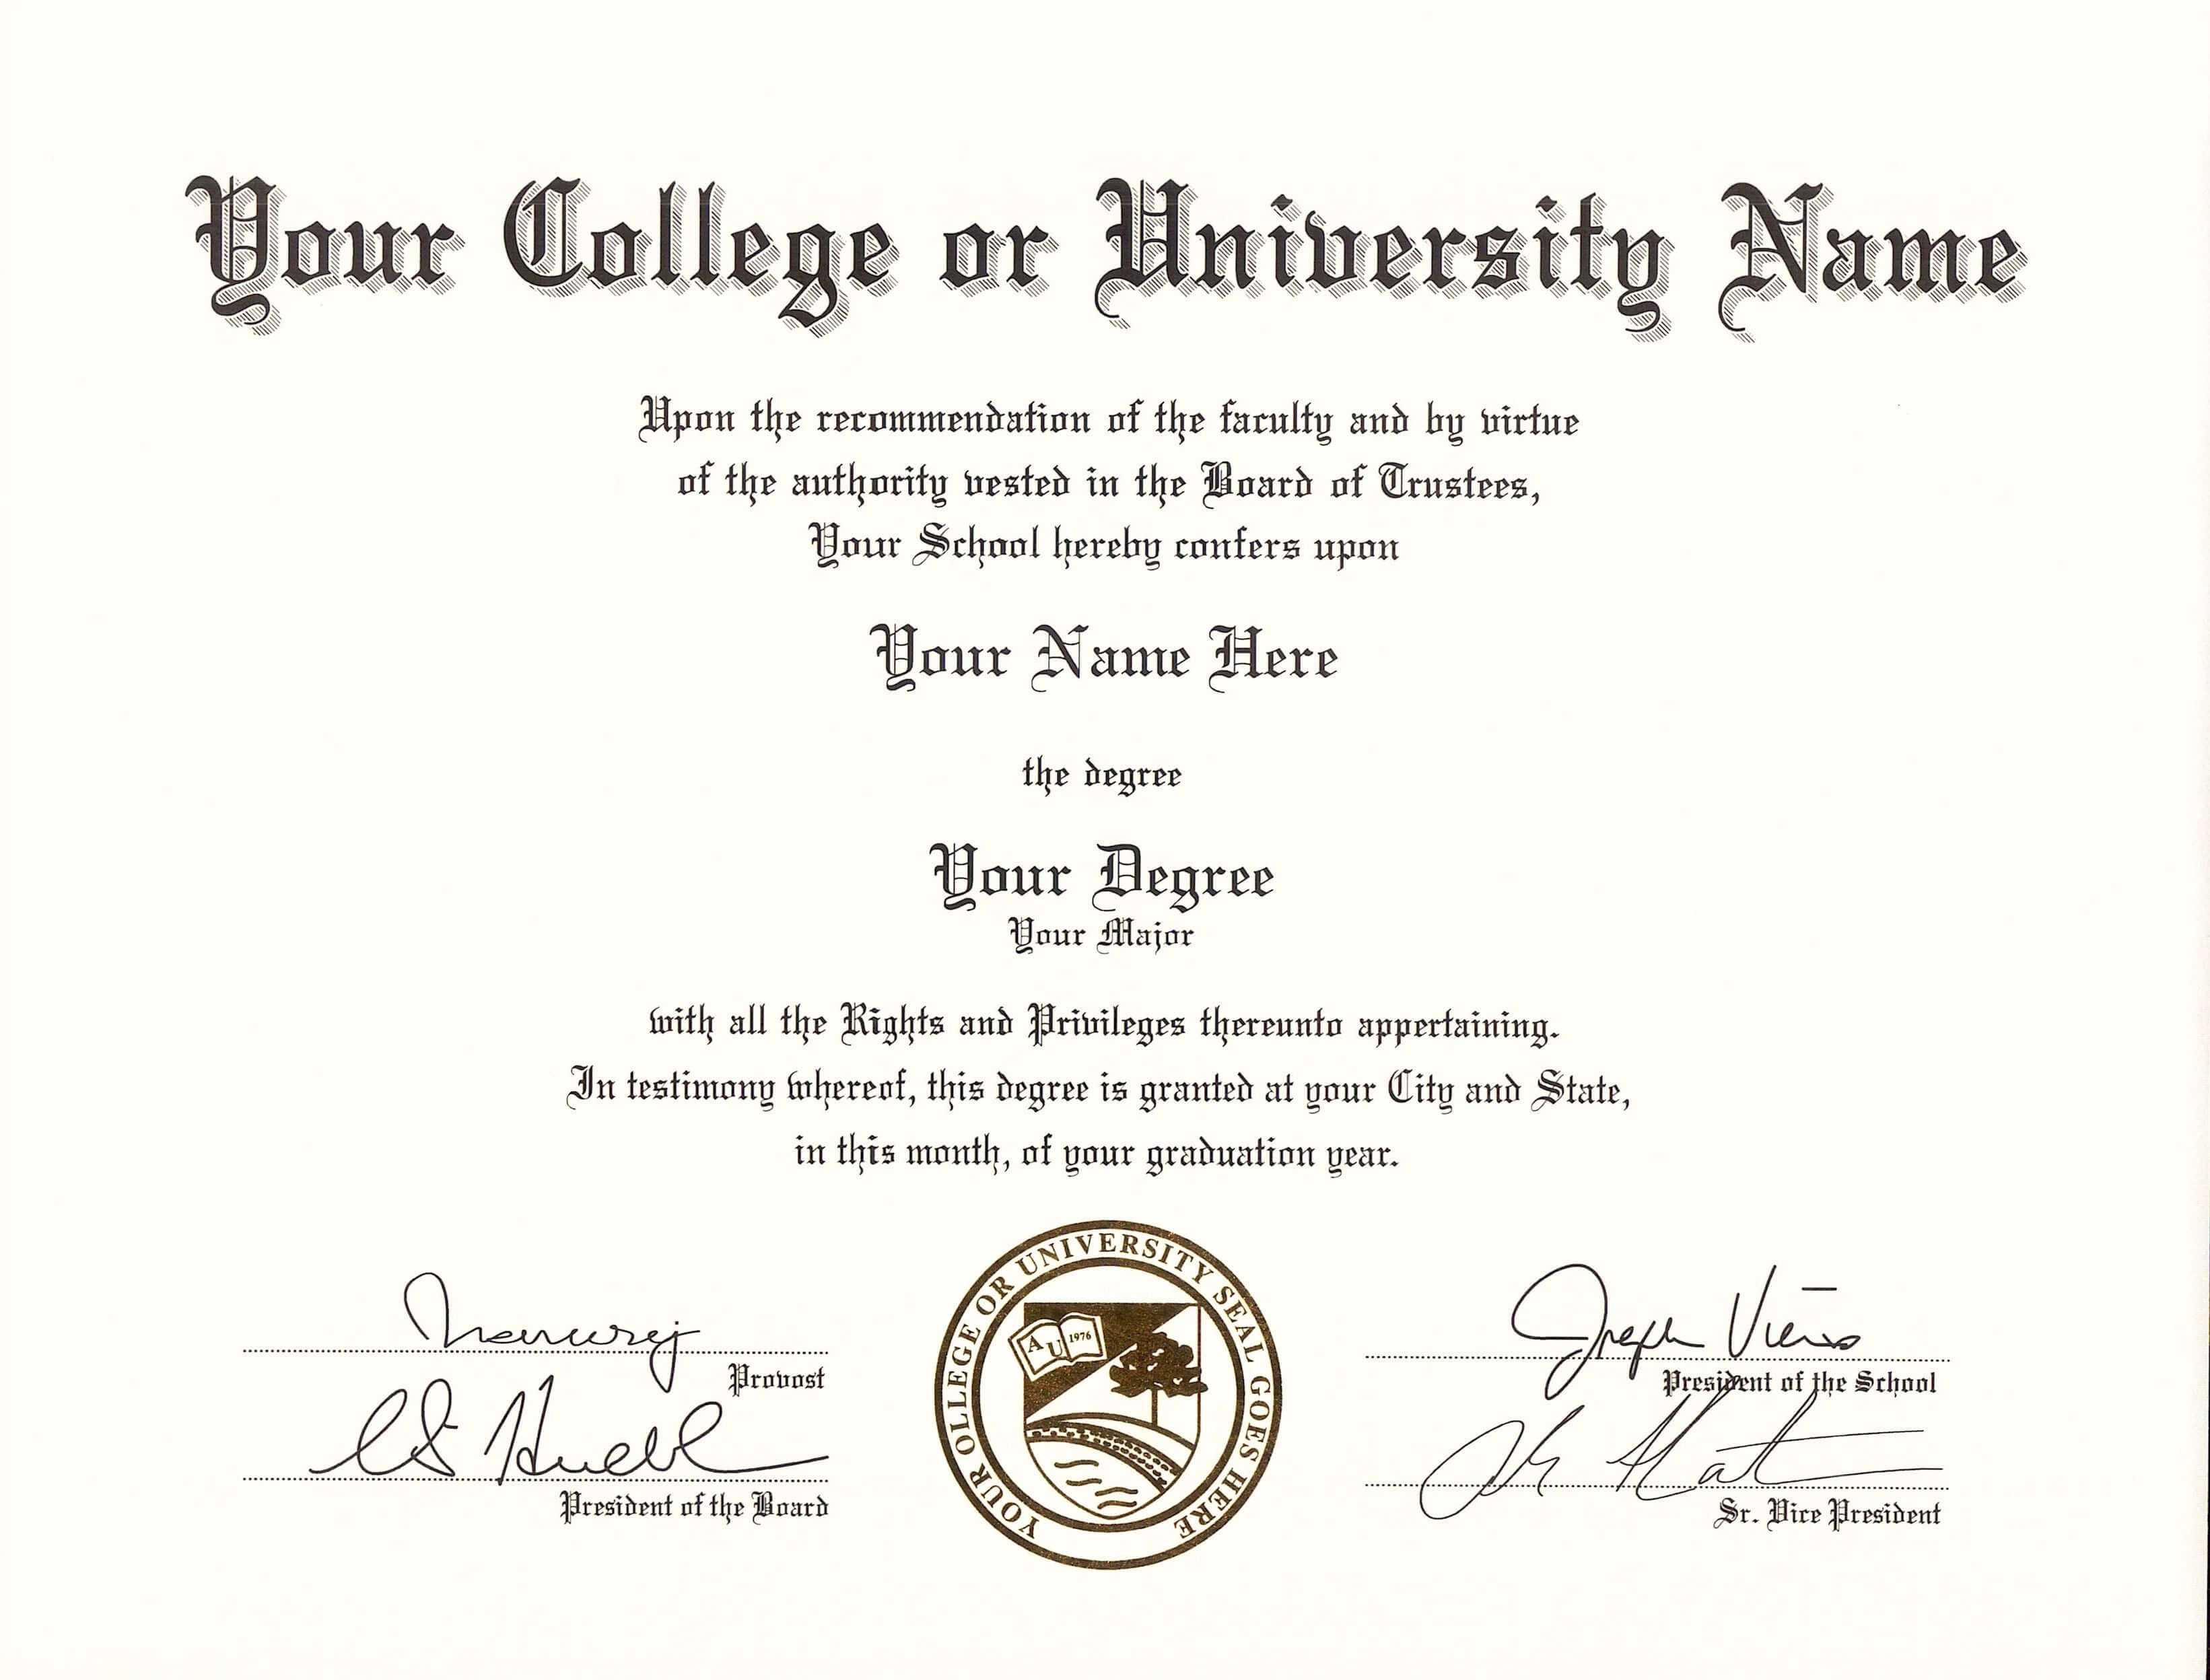 Your College or University Name
Upon the recommendation of the faculty and by virtue
of the authority vested in the Board of Trustees,
Your School hereby confers upon
Your Name Here
the degree
Your Degree
Your Major
with all the Rights and Privileges thereunto appertaining.
In testimony whereof, this degree is granted at your City and State,
in this month, of your graduation year.
YOUR OLLEGE OR UNIVERSITY SEAL GOES HERE
A U 1976
Provost
President of the Board
Joseph
President of the School
Sr. Vice President